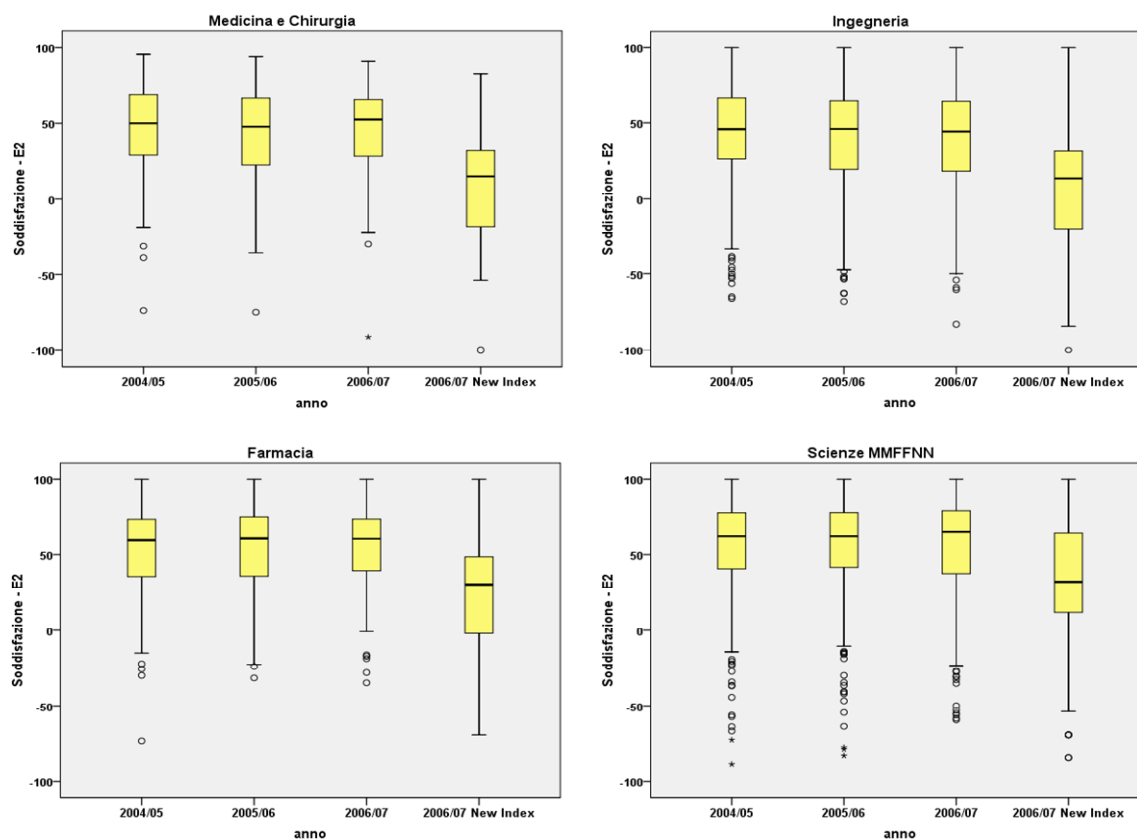 Medicina e Chirurgia
100
50
0
-50
-100
Soddisfazione - E2
2004/05
2005/06
2006/07
2006/07 New Index
anno
Ingegneria
100
50
0
-50
-100
Soddisfazione - E2
2004/05
2005/06
2006/07
2006/07 New Index
anno
Farmacia
100
50
0
-50
-100
Soddisfazione - E2
2004/05
2005/06
2006/07
2006/07 New Index
anno
Scienze MMFFNN
100
50
0
-50
-100
Soddisfazione - E2
2004/05
2005/06
2006/07
2006/07 New Index
anno